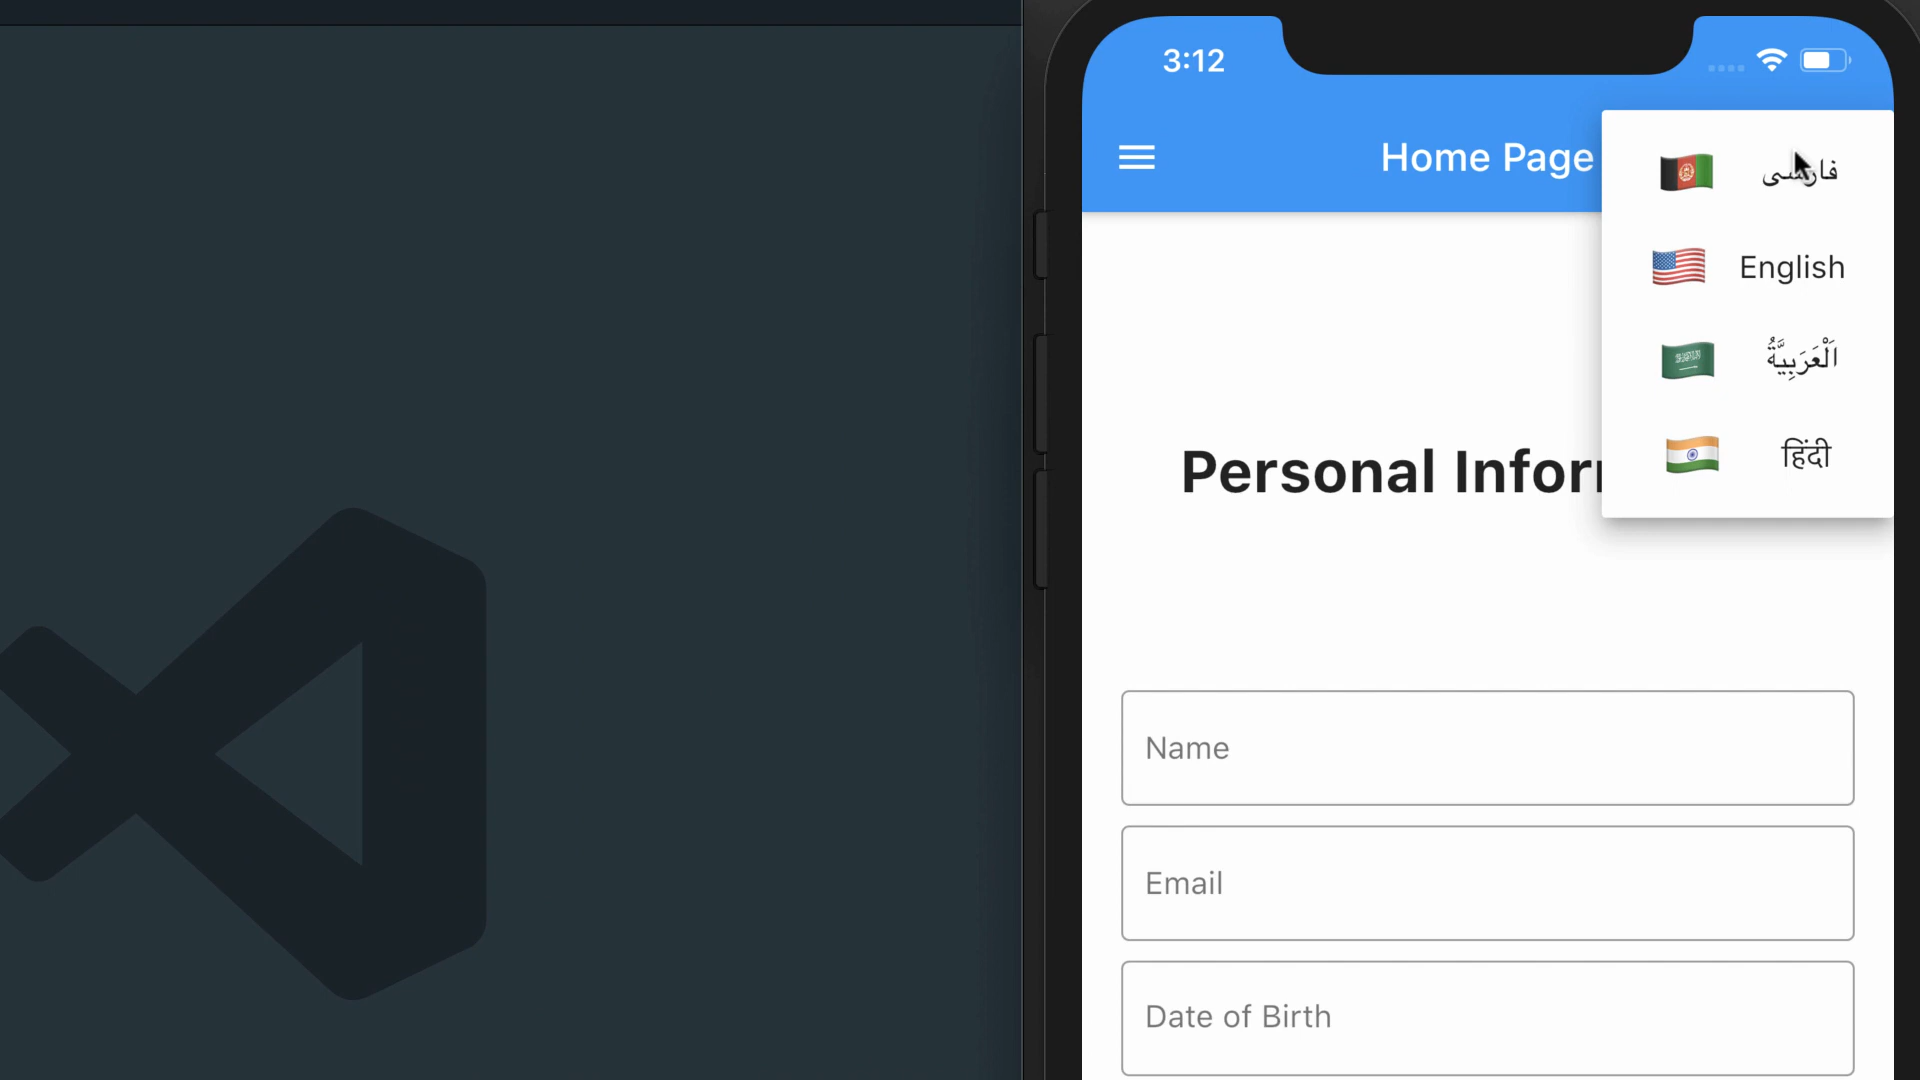 3:12
Home Page
فارسی
English
اَلْعَرَبِيَّةُ
हिंदी
Personal Infor
Name
Email
Date of Birth